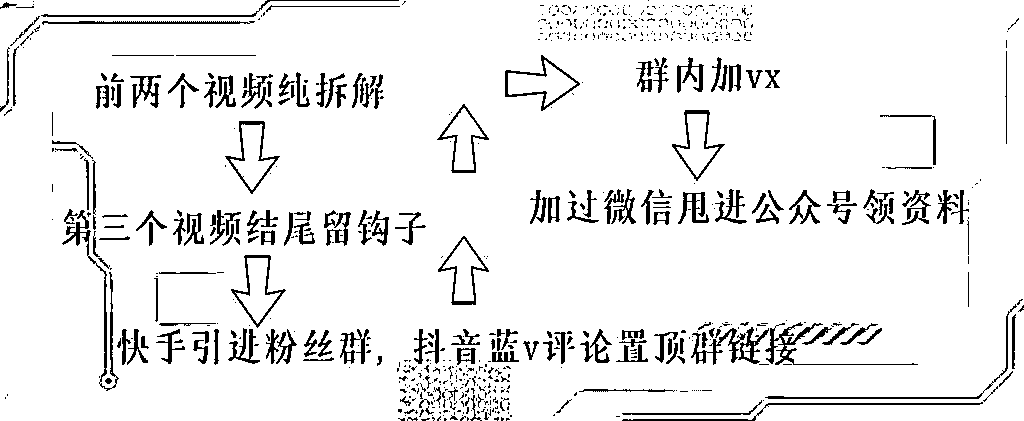 前两个视频纯拆解
第三个视频结尾留钩子
快手引进粉丝群，抖音蓝v评论置顶群链接
群内加vx
加过微信甩进公众号领资料